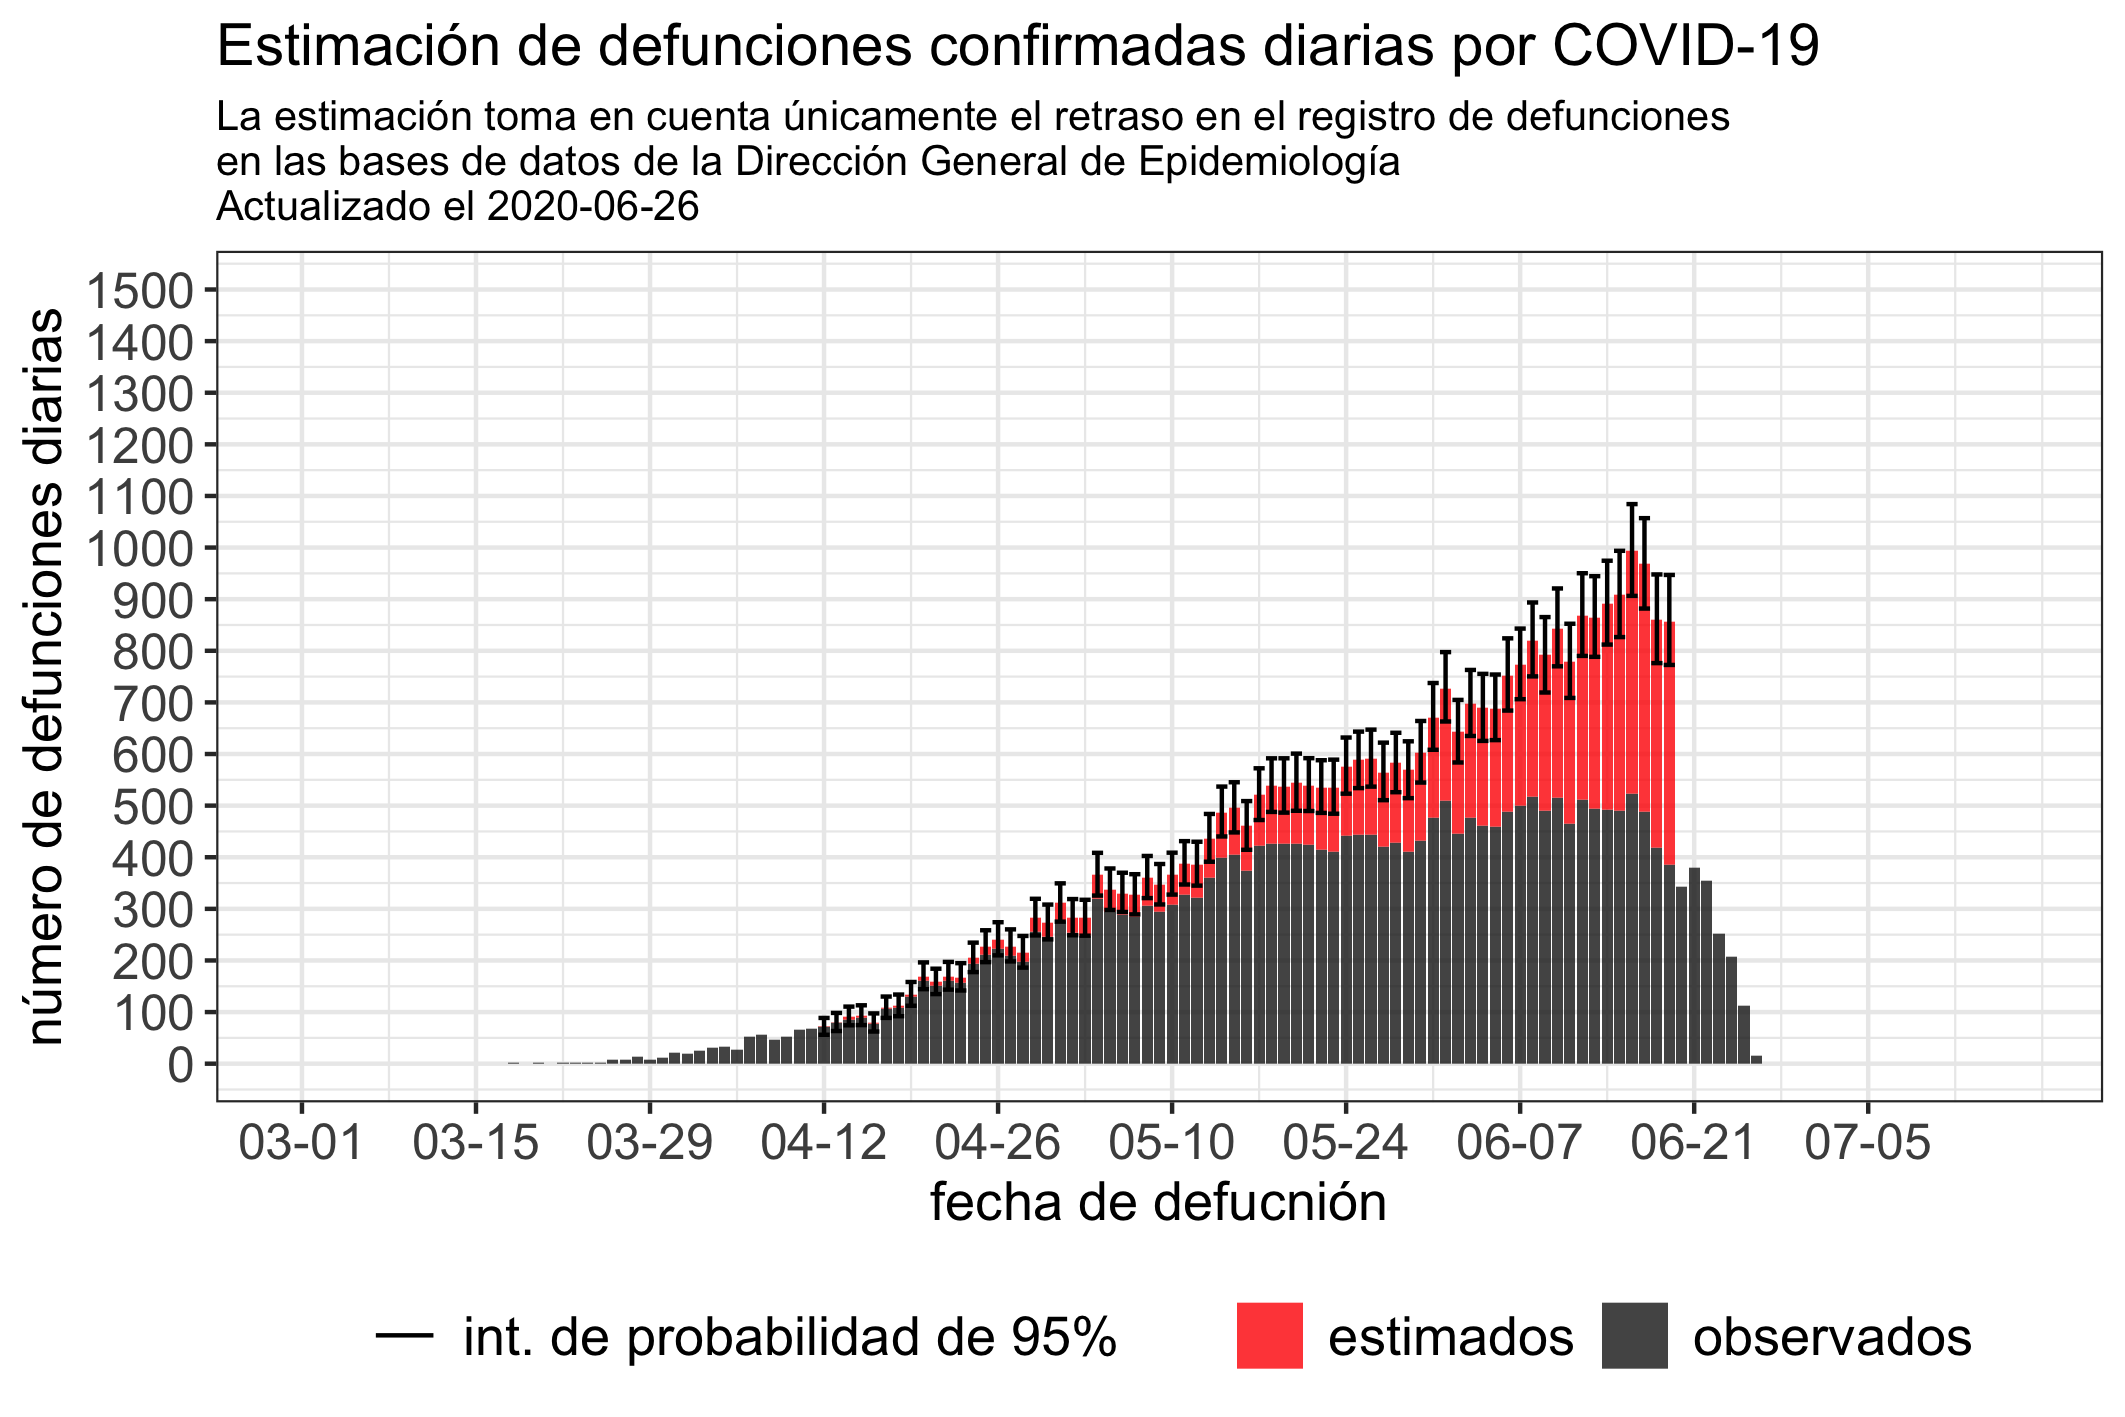 Estimación de defunciones confirmadas diarias por COVID-19
La estimación toma en cuenta únicamente el retraso en el registro de defunciones
en las bases de datos de la Dirección General de Epidemiología
Actualizado el 2020-06-26
número de defunciones diarias
1500
1400
1300
1200
1100
1000
900
800
700
600
500
400
300
200
100
0
03-01 03-15 03-29 04-12 04-26 05-10 05-24 06-07 06-21 07-05
fecha de defucnión
int. de probabilidad de 95% estimados observados